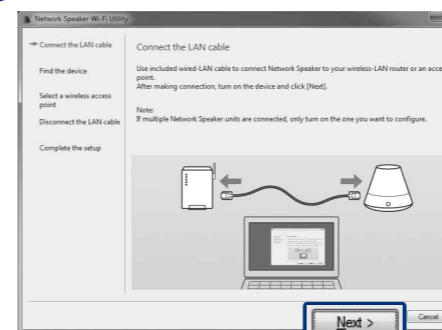 Network Speaker Wi-Fi Utility
Connect the LAN cable
Find the device
Select a wireless access
point
Disconnect the LAN cable
Complete the setup
Connect the LAN cable
Use included wired-LAN cable to connect Network Speaker to your wireless-LAN router or an acce
point.
After making connection, turn on the device and click [Next].
Note:
If multiple Network Speaker units are connected, only turn on the one you want to configure.
Next >
Cancel